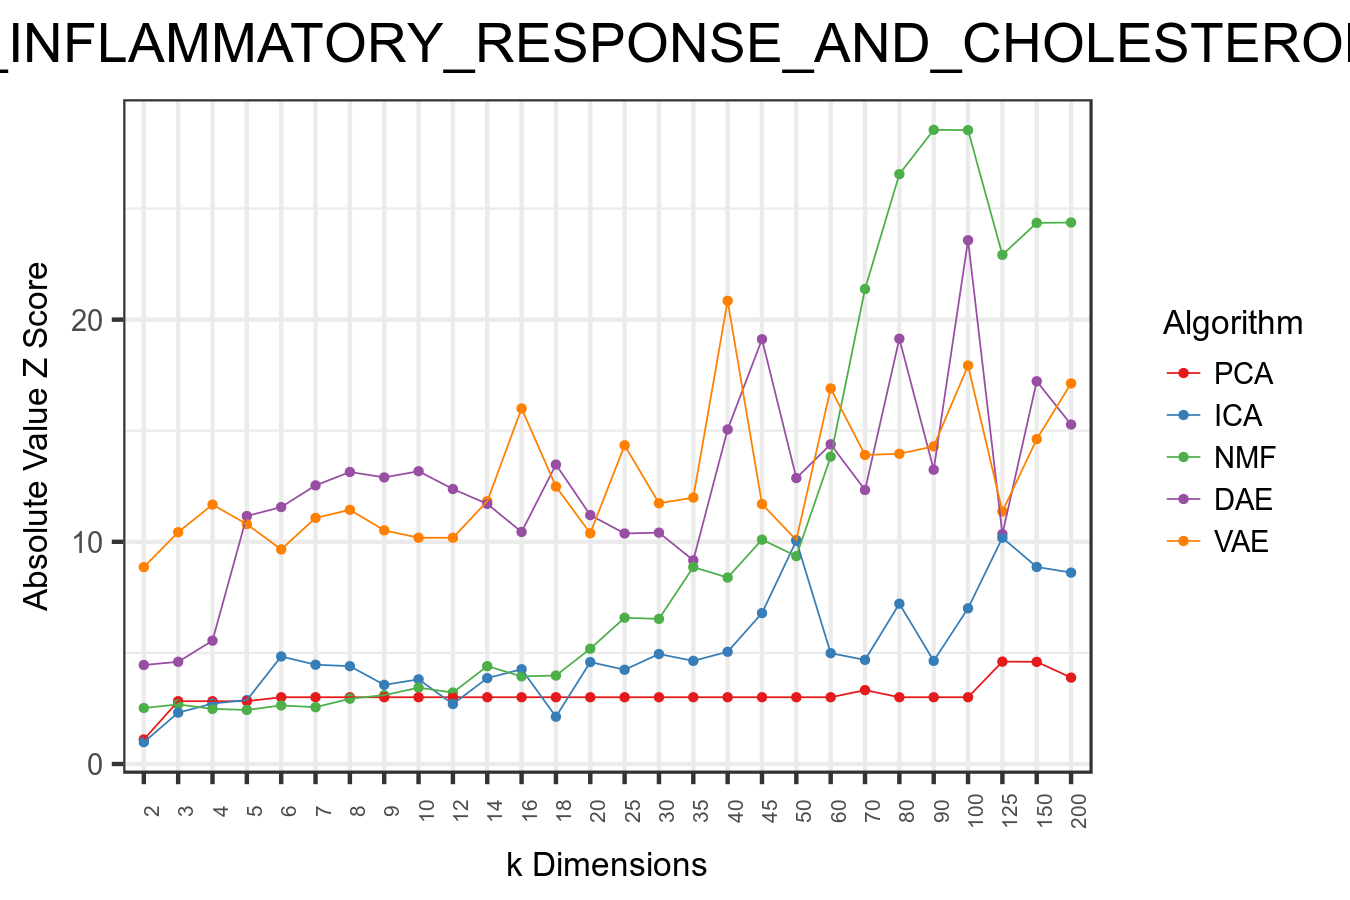 _INFLAMMATORY_RESPONSE_AND_CHOLESTERO
Absolute Value Z Score
20
10
0
2 3 4 5 6 7 8 9 10 12 14 16 18 20 25 30 35 40 45 50 60 70 80 90 100 125 150 200
k Dimensions
Algorithm
PCA
ICA
NMF
DAE
VAE